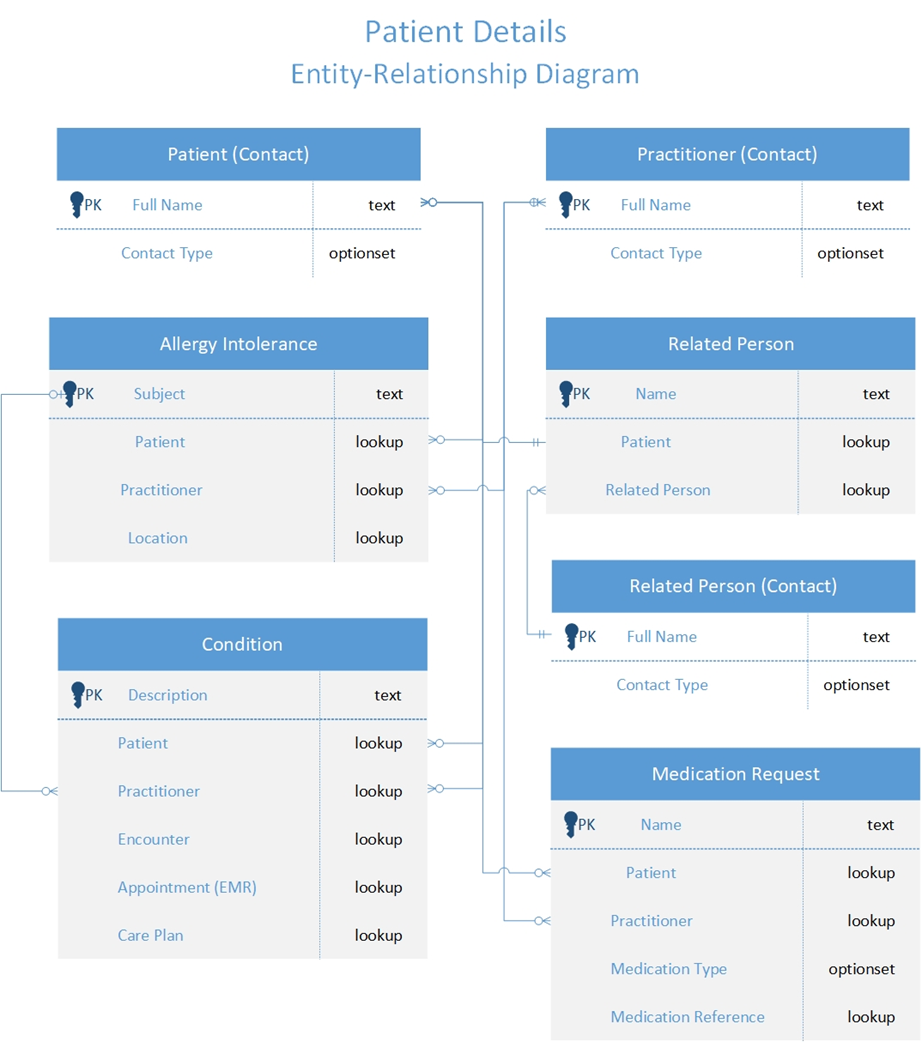 Patient Details
Entity-Relationship Diagram
Patient (Contact)
PK Full Name text
Contact Type optionset
Practitioner (Contact)
PK Full Name text
Contact Type optionset
Allergy Intolerance
PK Subject text
Patient lookup
Practitioner lookup
Location lookup
Related Person
PK Name text
Patient lookup
Related Person lookup
Related Person (Contact)
PK Full Name text
Contact Type optionset
Condition
PK Description text
Patient lookup
Practitioner lookup
Encounter lookup
Appointment (EMR) lookup
Care Plan lookup
Medication Request
PK Name text
Patient lookup
Practitioner lookup
Medication Type optionset
Medication Reference lookup